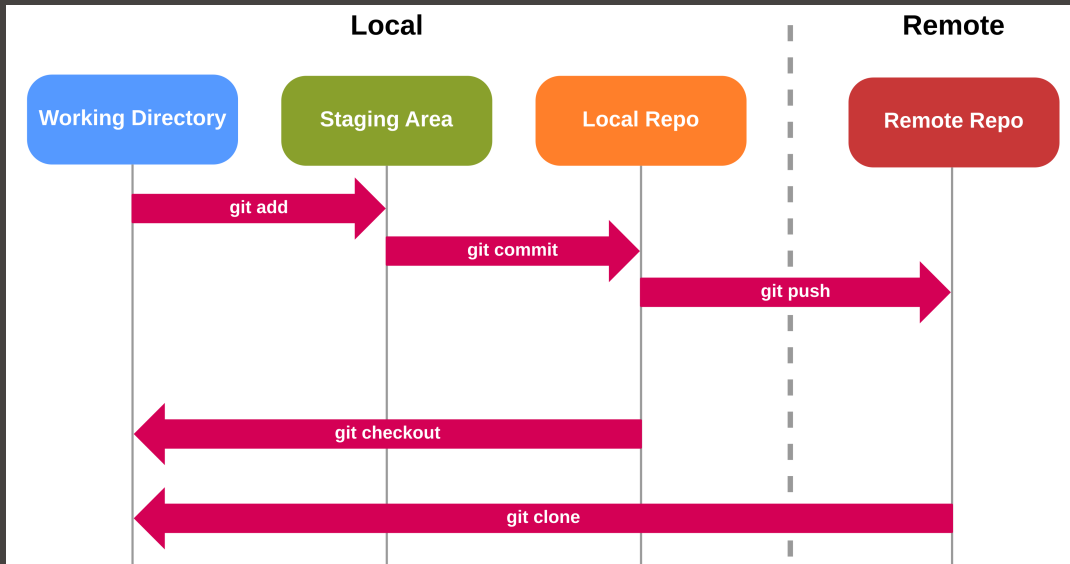 Local
Remote
Working Directory
Staging Area
Local Repo
Remote Repo
git add
git commit
git push
git checkout
git clone